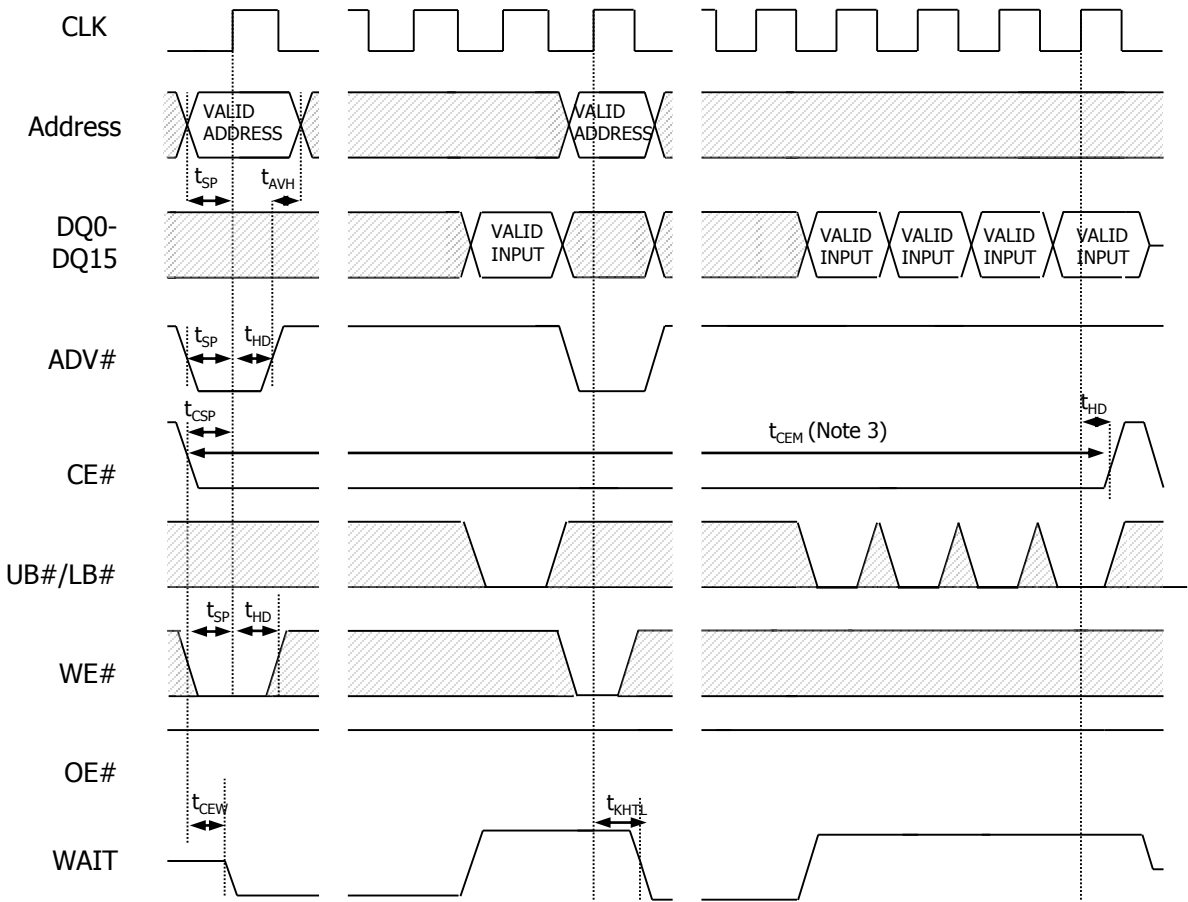 CLK
Address
VALID
ADDRESS
VALID
ADDRESS
tSP
tAVH
DQ0-
DQ15
VALID
INPUT
VALID
INPUT
VALID
INPUT
VALID
INPUT
VALID
INPUT
ADV#
tSP
tHD
tCSP
tCEM (Note 3)
tHD
CE#
UB#/LB#
tSP
tHD
WE#
OE#
tCEW
tKHTL
WAIT